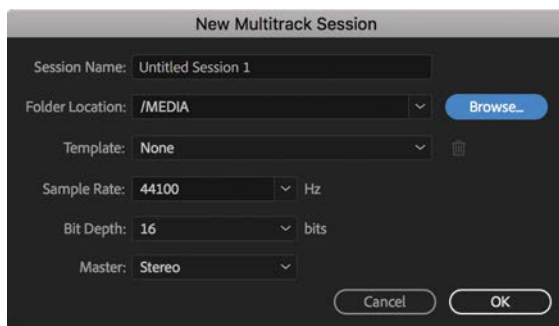 New Multitrack Session
Session Name: Untitled Session 1
Folder Location: /MEDIA Browse...
Template: None
Sample Rate: 44100 Hz
Bit Depth: 16 bits
Master: Stereo
Cancel OK